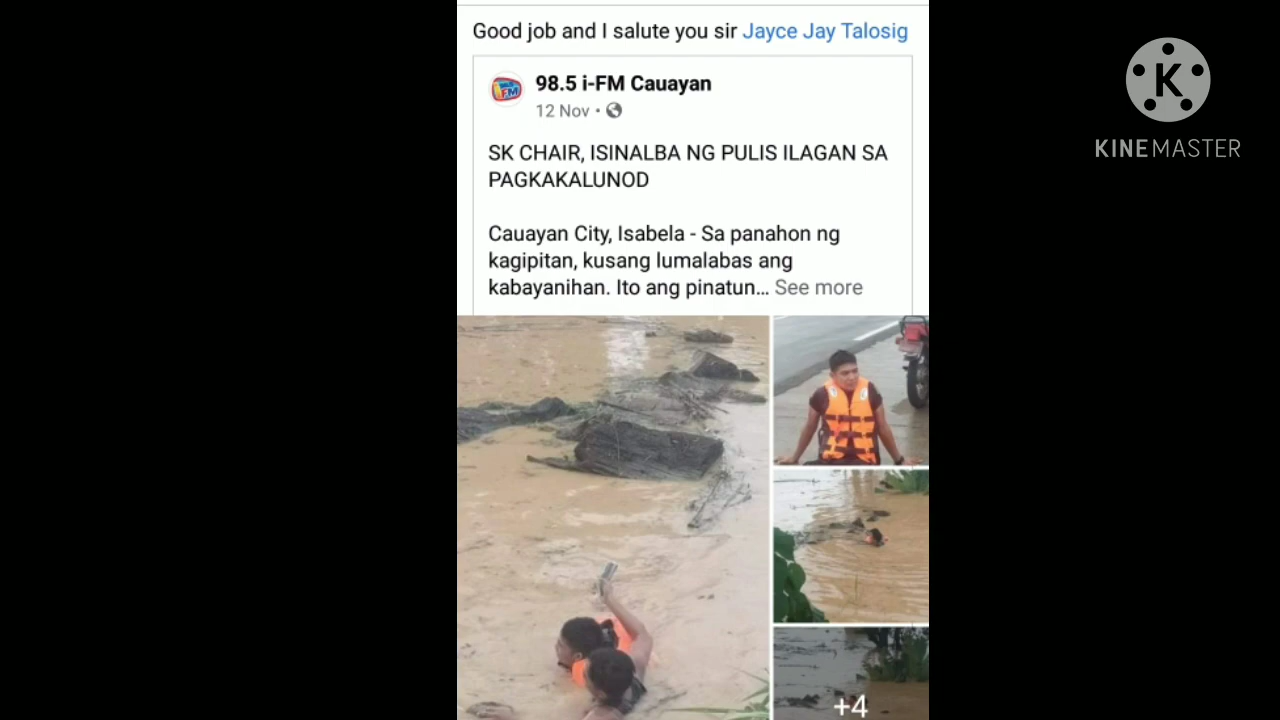 Good job and I salute you sir Jayce Jay Talosig
98.5 i-FM Cauayan
12 Nov •
SK CHAIR, ISINALBA NG PULIS ILAGAN SA
PAGKAKALUNOD
Cauayan City, Isabela - Sa panahon ng
kagipitan, kusang lumalabas ang
kabayanihan. Ito ang pinatun... See more
+4
K
KINEMASTER